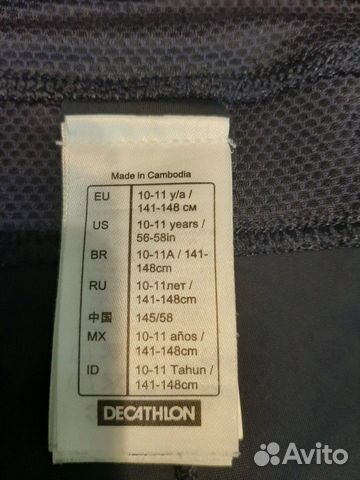 Made in Cambodia
EU 10-11 y/a /
141-148 см
US 10-11 years /
56-58in
BR 10-11A / 141-
148cm
RU 10-11лет /
141-148cm
中国 145/58
MX 10-11 años /
141-148cm
ID 10-11 Tahun /
141-148cm
DECATHLON
Avito